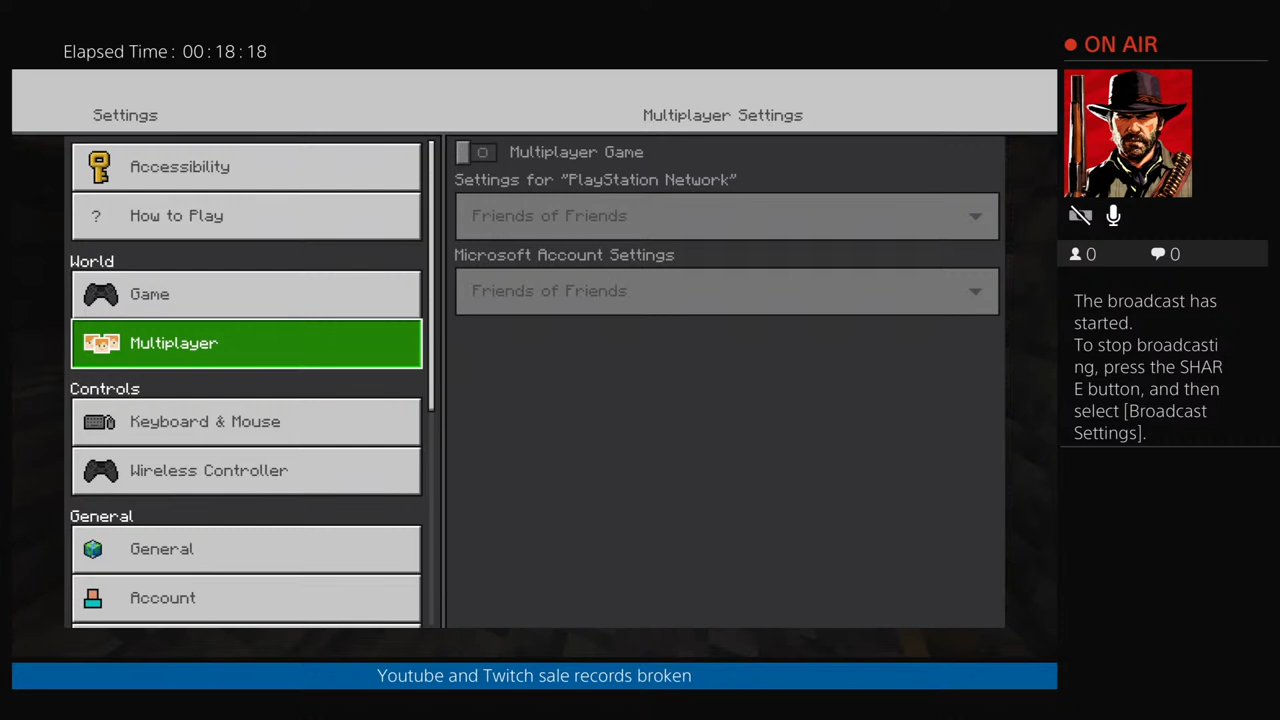 Elapsed Time: 00:18:18
ON AIR
Settings
Multiplayer Settings
Accessibility
? How to Play
World
Game
Multiplayer
Controls
Keyboard & Mouse
Wireless Controller
General
General
Account
Multiplayer Game
Settings for "PlayStation Network"
Friends of Friends
Microsoft Account Settings
Friends of Friends
0 0
The broadcast has
started.
To stop broadcasti
ng, press the SHAR
E button, and then
select [Broadcast
Settings].
Youtube and Twitch sale records broken